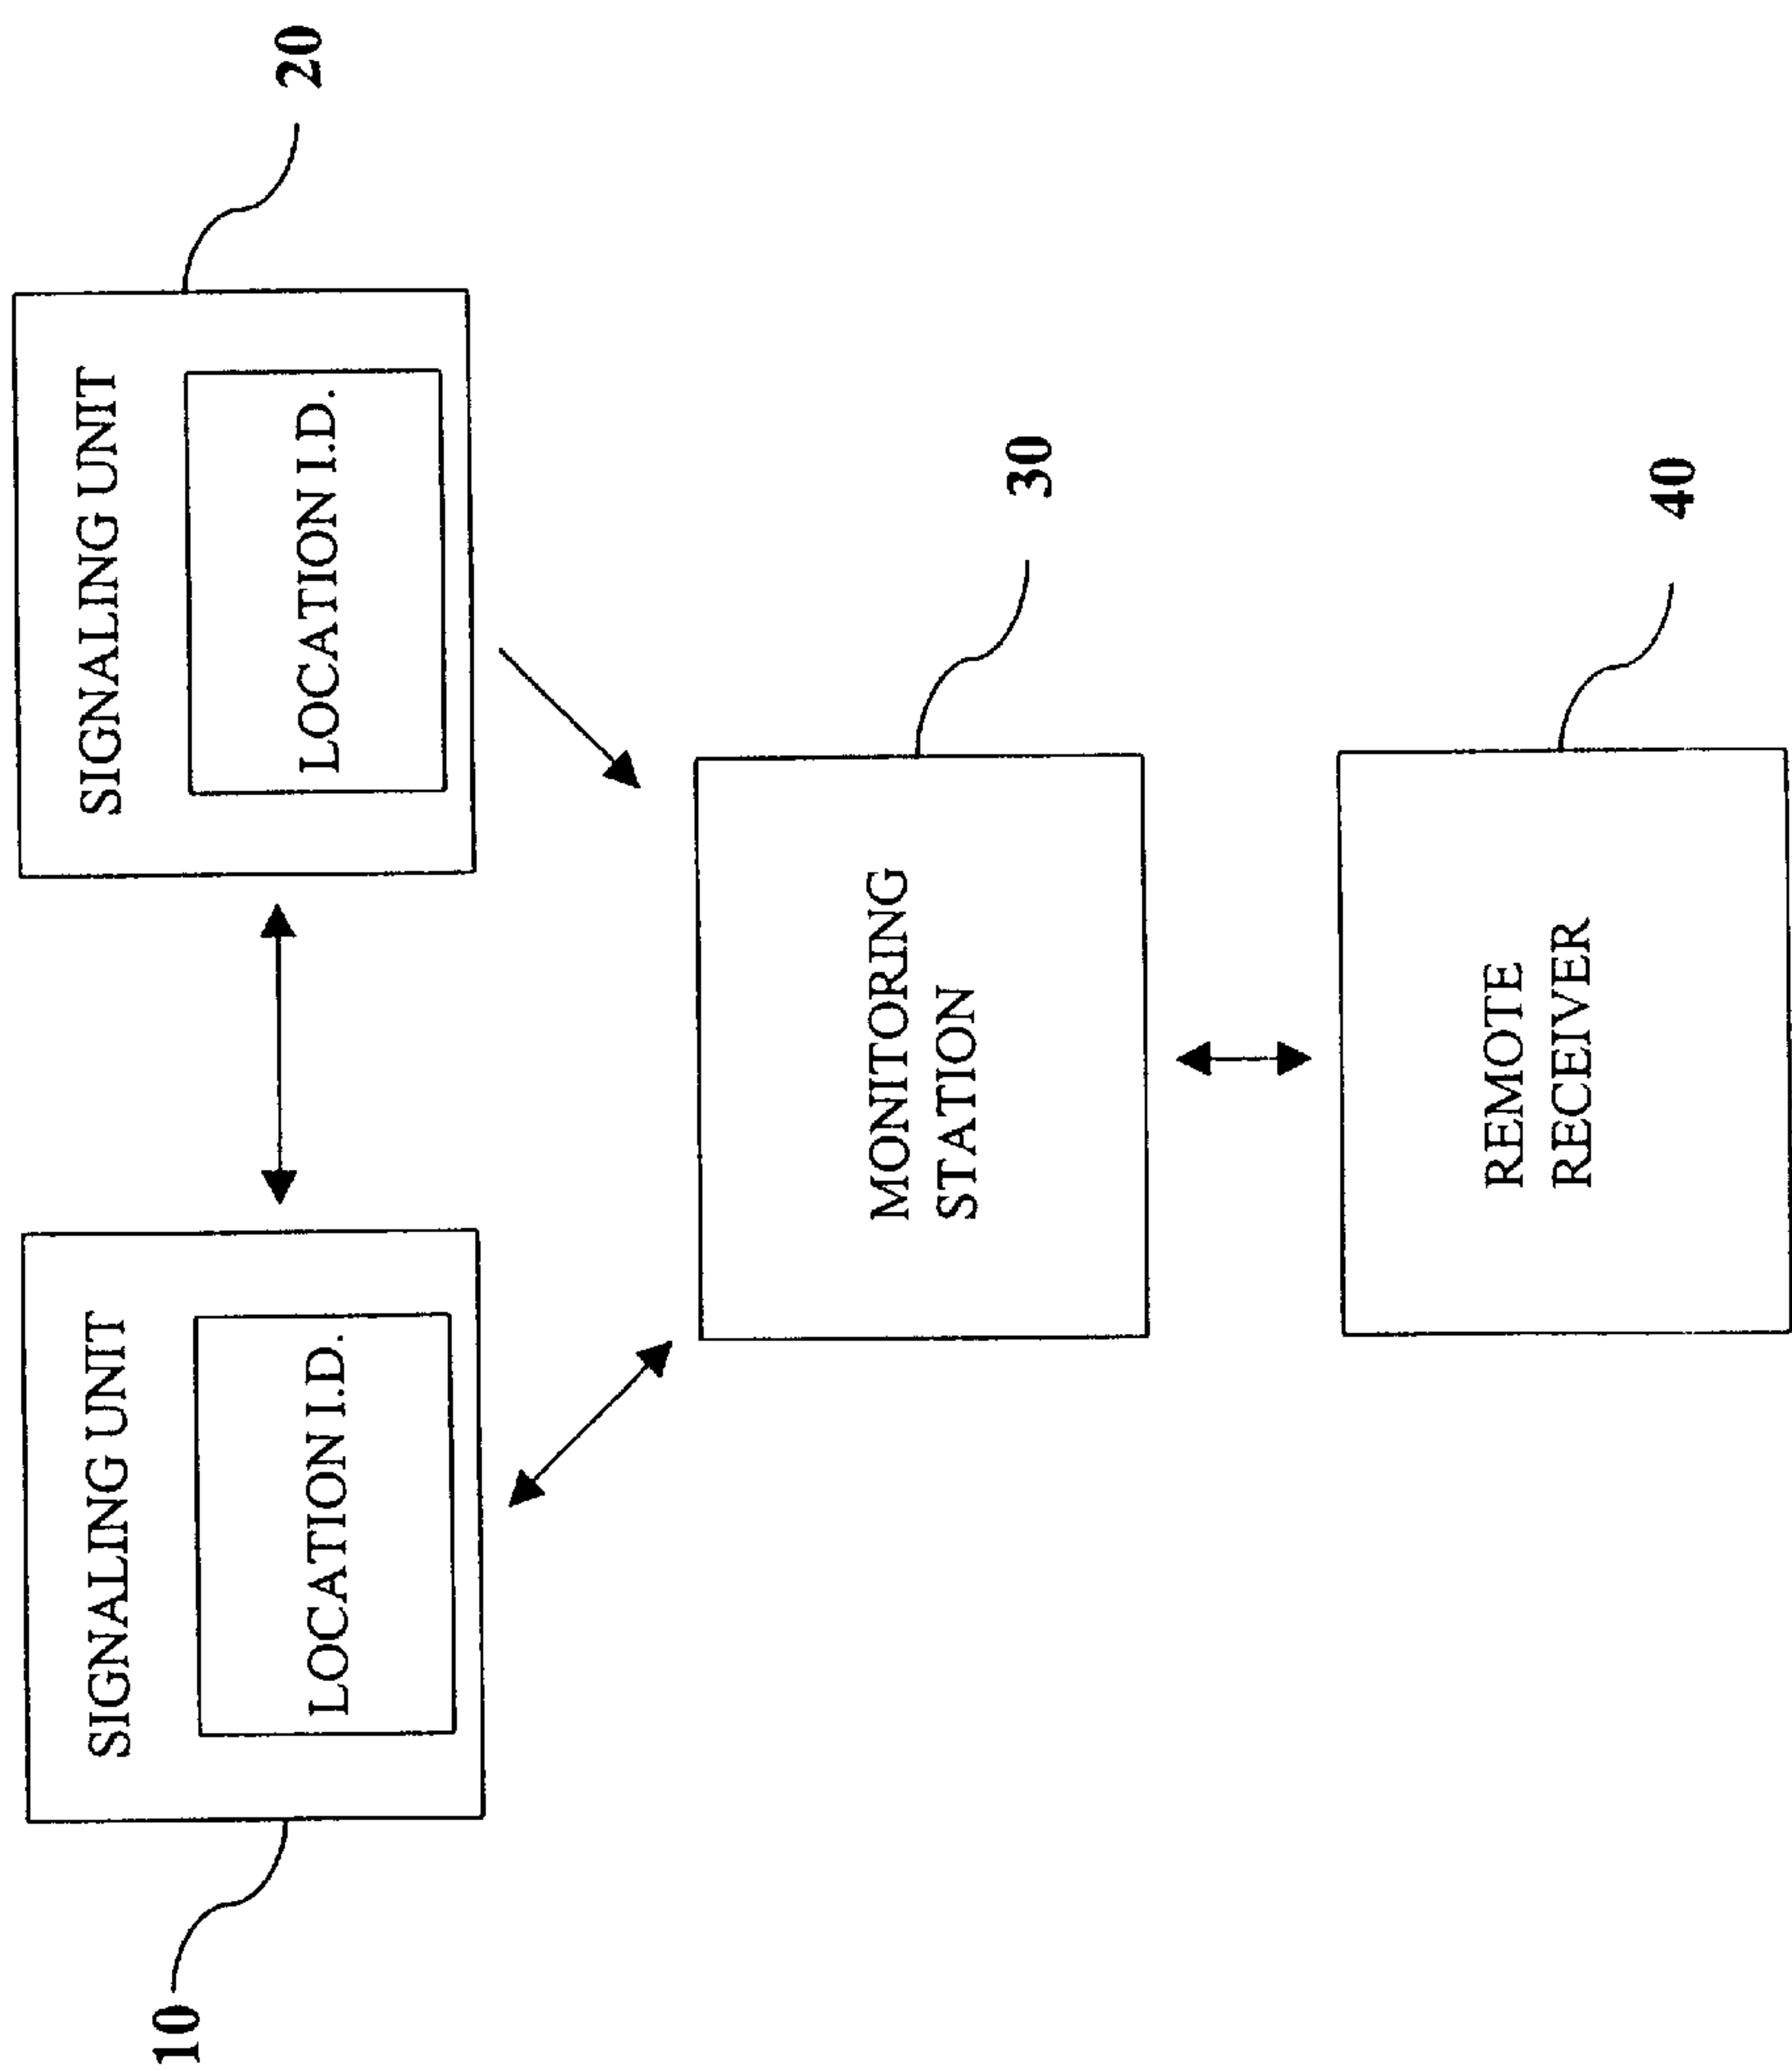 10
SIGNALING UNIT
LOCATION I.D.
SIGNALING UNIT
LOCATION I.D.
20
MONITORING
STATION
30
REMOTE
RECEIVER
40